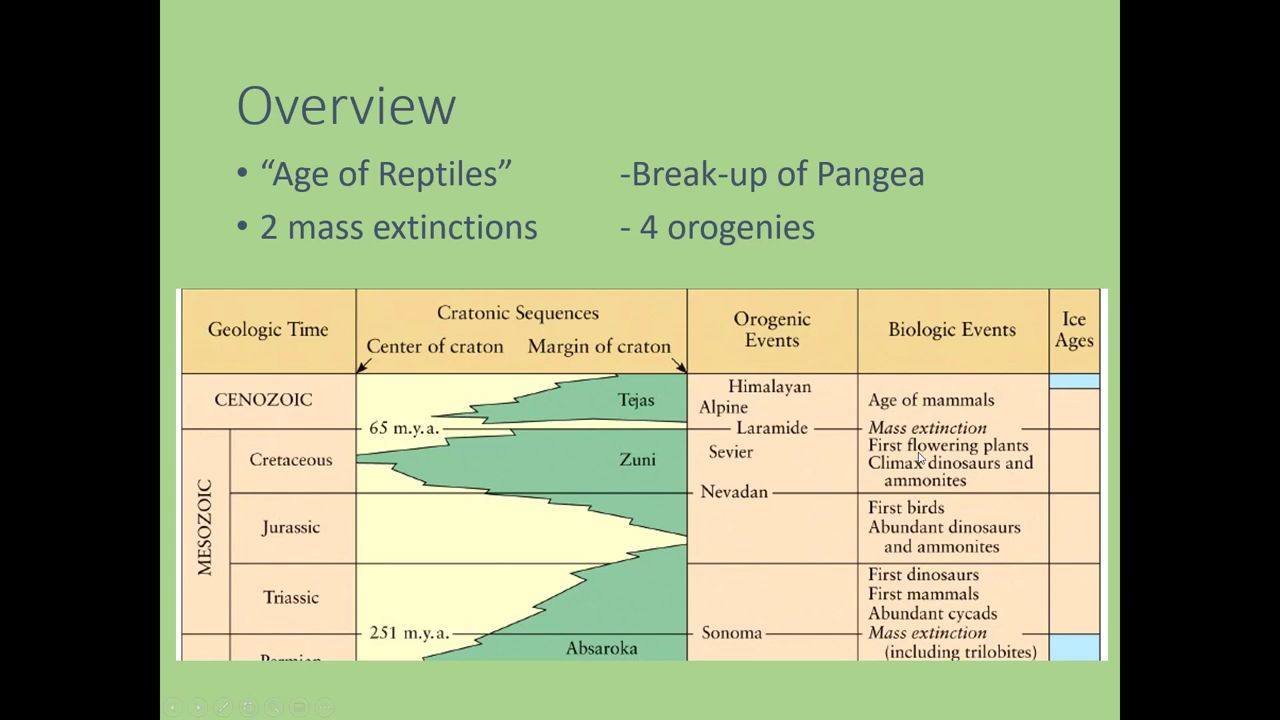 Overview
• “Age of Reptiles” -Break-up of Pangea
• 2 mass extinctions - 4 orogenies
Geologic Time
Cratonic Sequences
Center of craton Margin of craton
Orogenic
Events
Biologic Events
Ice
Ages
CENOZOIC
Tejas
Himalayan
Alpine
Age of mammals
65 m.y.a.
Laramide
Mass extinction
MESOZOIC
Cretaceous
Zuni
Sevier
First flowering plants
Climax dinosaurs and
ammonites
Nevadan
Jurassic
First birds
Abundant dinosaurs
and ammonites
Triassic
First dinosaurs
First mammals
Abundant cycads
251 m.y.a.
Sonoma
Mass extinction
(including trilobites)
Permian
Absaroka